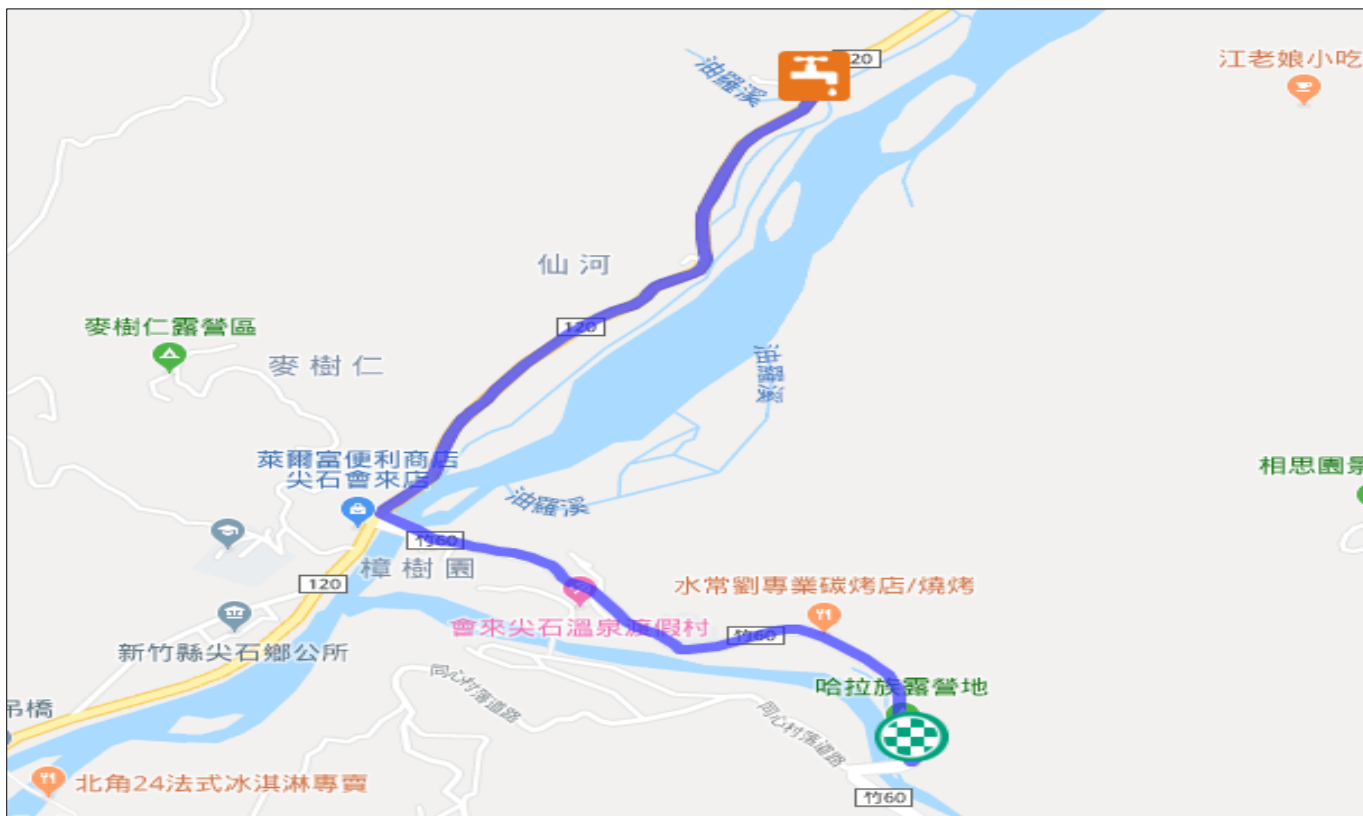 20
江老娘小吃
油羅溪
仙河
120
麥樹仁露營區
麥樹仁
油羅溪
萊爾富便利商店
尖石會來店
相思園景
油羅溪
竹60
樟樹園
120
水常劉專業碳烤店/燒烤
會來尖石溫泉渡假村
竹60
新竹縣尖石鄉公所
同心村落道路
哈拉族露營地
吊橋
同心村落道路
北角24法式冰淇淋專賣
竹60